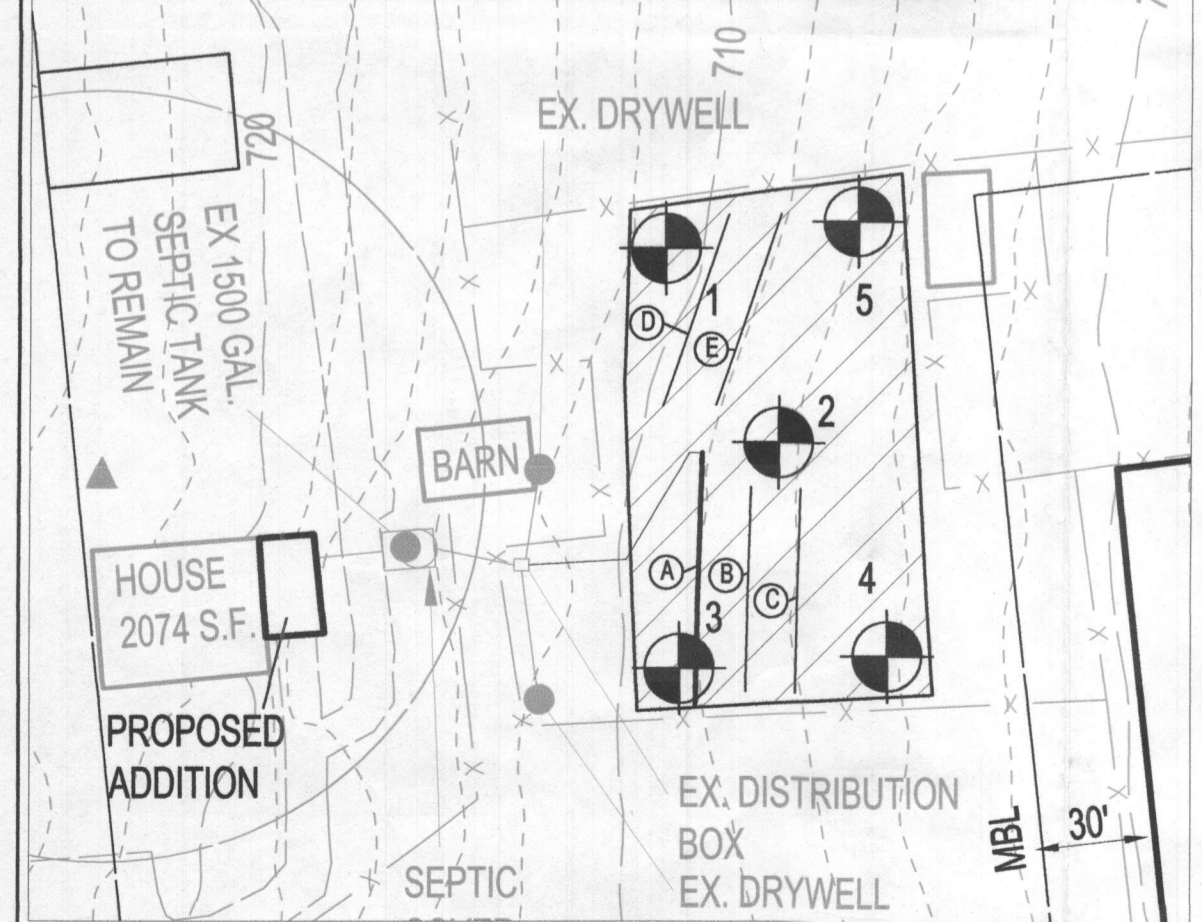 710
EX. DRYWELL
720
EX 1500 GAL.
SEPTIC TANK
TO REMAIN
1
5
D
E
2
BARN
HOUSE
2074 S.F.
A
B
C
4
3
PROPOSED
ADDITION
EX. DISTRIBUTION
BOX
EX. DRYWELL
MBL
30'
SEPTIC